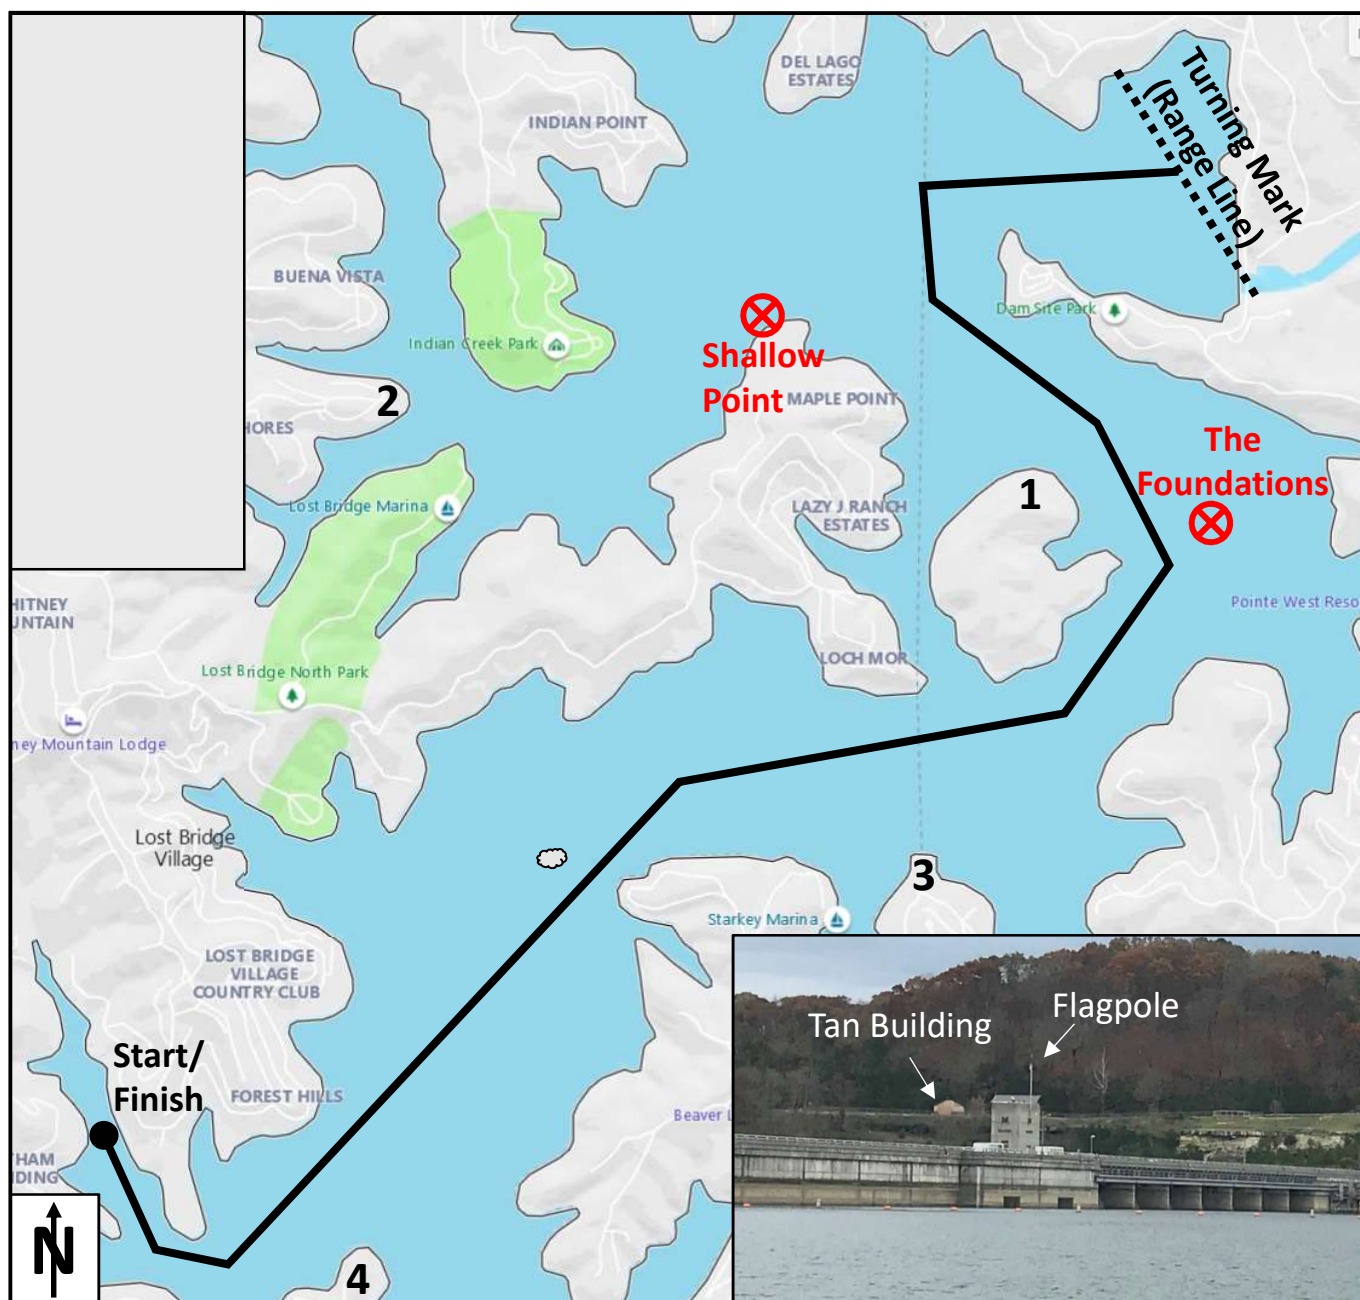 DEL LAGO
ESTATES
INDIAN POINT
Turning Mark
(Range Line)
BUENA VISTA
Dam Site Park
Indian Creek Park
Shallow
Point
MAPLE POINT
2
HORES
The
Foundations
1
Lost Bridge Marina
LAZY J RANCH
ESTATES
HITNEY
UNTAIN
Pointe West Reso
LOCH MOR
Lost Bridge North Park
ney Mountain Lodge
Lost Bridge
Village
3
Starkey Marina
LOST BRIDGE
VILLAGE
COUNTRY CLUB
Start/
Finish
FOREST HILLS
Beaver L
Tan Building
Flagpole
HAM
DING
N
4